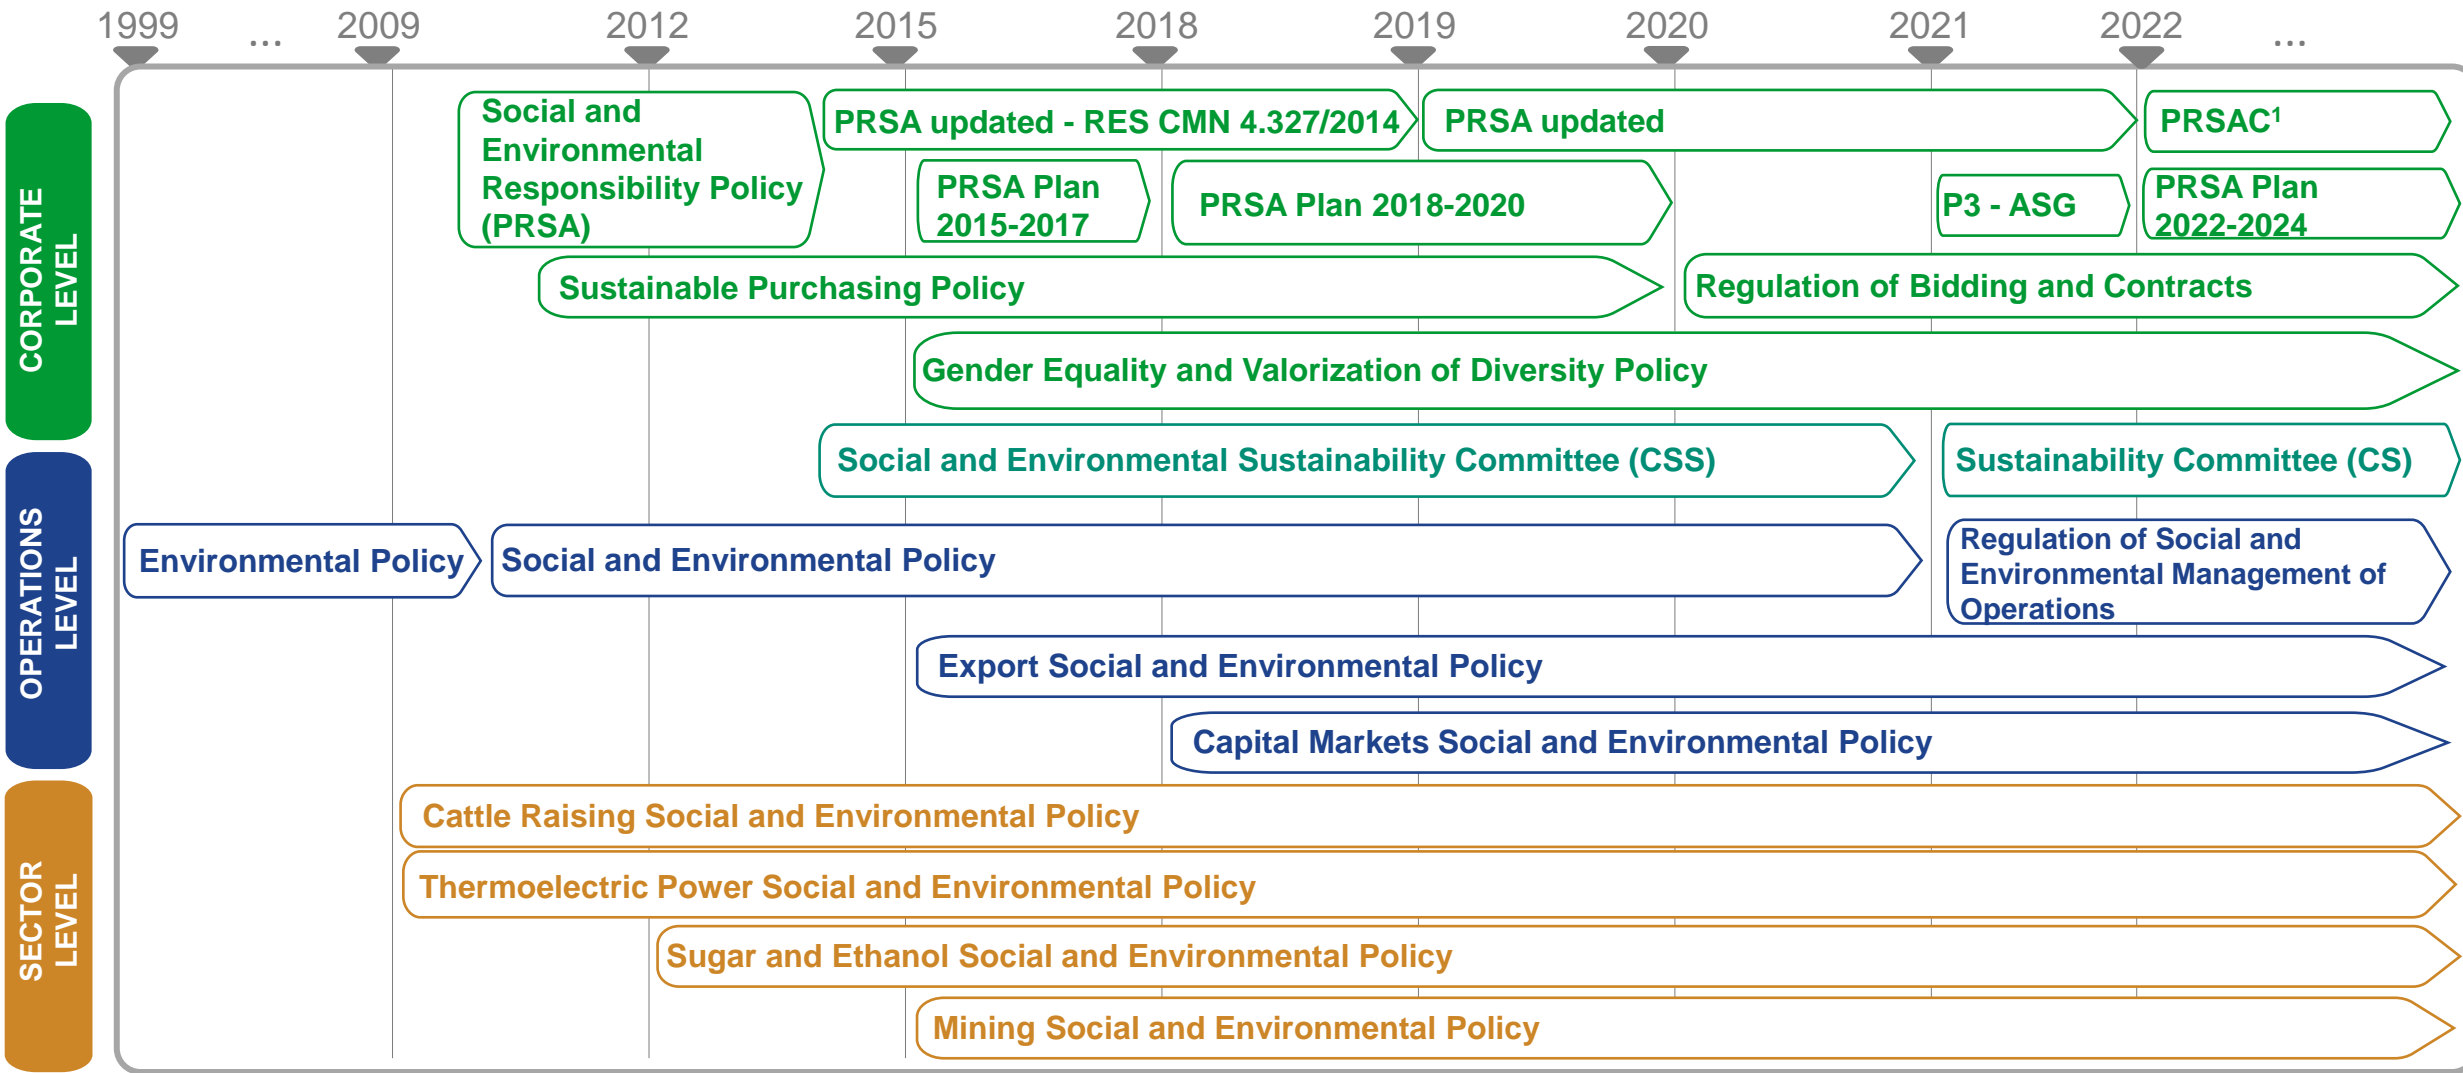 1999 ... 2009 2012 2015 2018 2019 2020 2021 2022 ...
CORPORATE
LEVEL
Social and
Environmental
Responsibility Policy
(PRSA)
PRSA updated - RES CMN 4.327/2014
PRSA updated
PRSAC¹
PRSA Plan
2015-2017
PRSA Plan 2018-2020
P3 - ASG
PRSA Plan
2022-2024
Sustainable Purchasing Policy
Regulation of Bidding and Contracts
Gender Equality and Valorization of Diversity Policy
Social and Environmental Sustainability Committee (CSS)
Sustainability Committee (CS)
OPERATIONS
LEVEL
Environmental Policy
Social and Environmental Policy
Regulation of Social and
Environmental Management of
Operations
Export Social and Environmental Policy
Capital Markets Social and Environmental Policy
SECTOR
LEVEL
Cattle Raising Social and Environmental Policy
Thermoelectric Power Social and Environmental Policy
Sugar and Ethanol Social and Environmental Policy
Mining Social and Environmental Policy